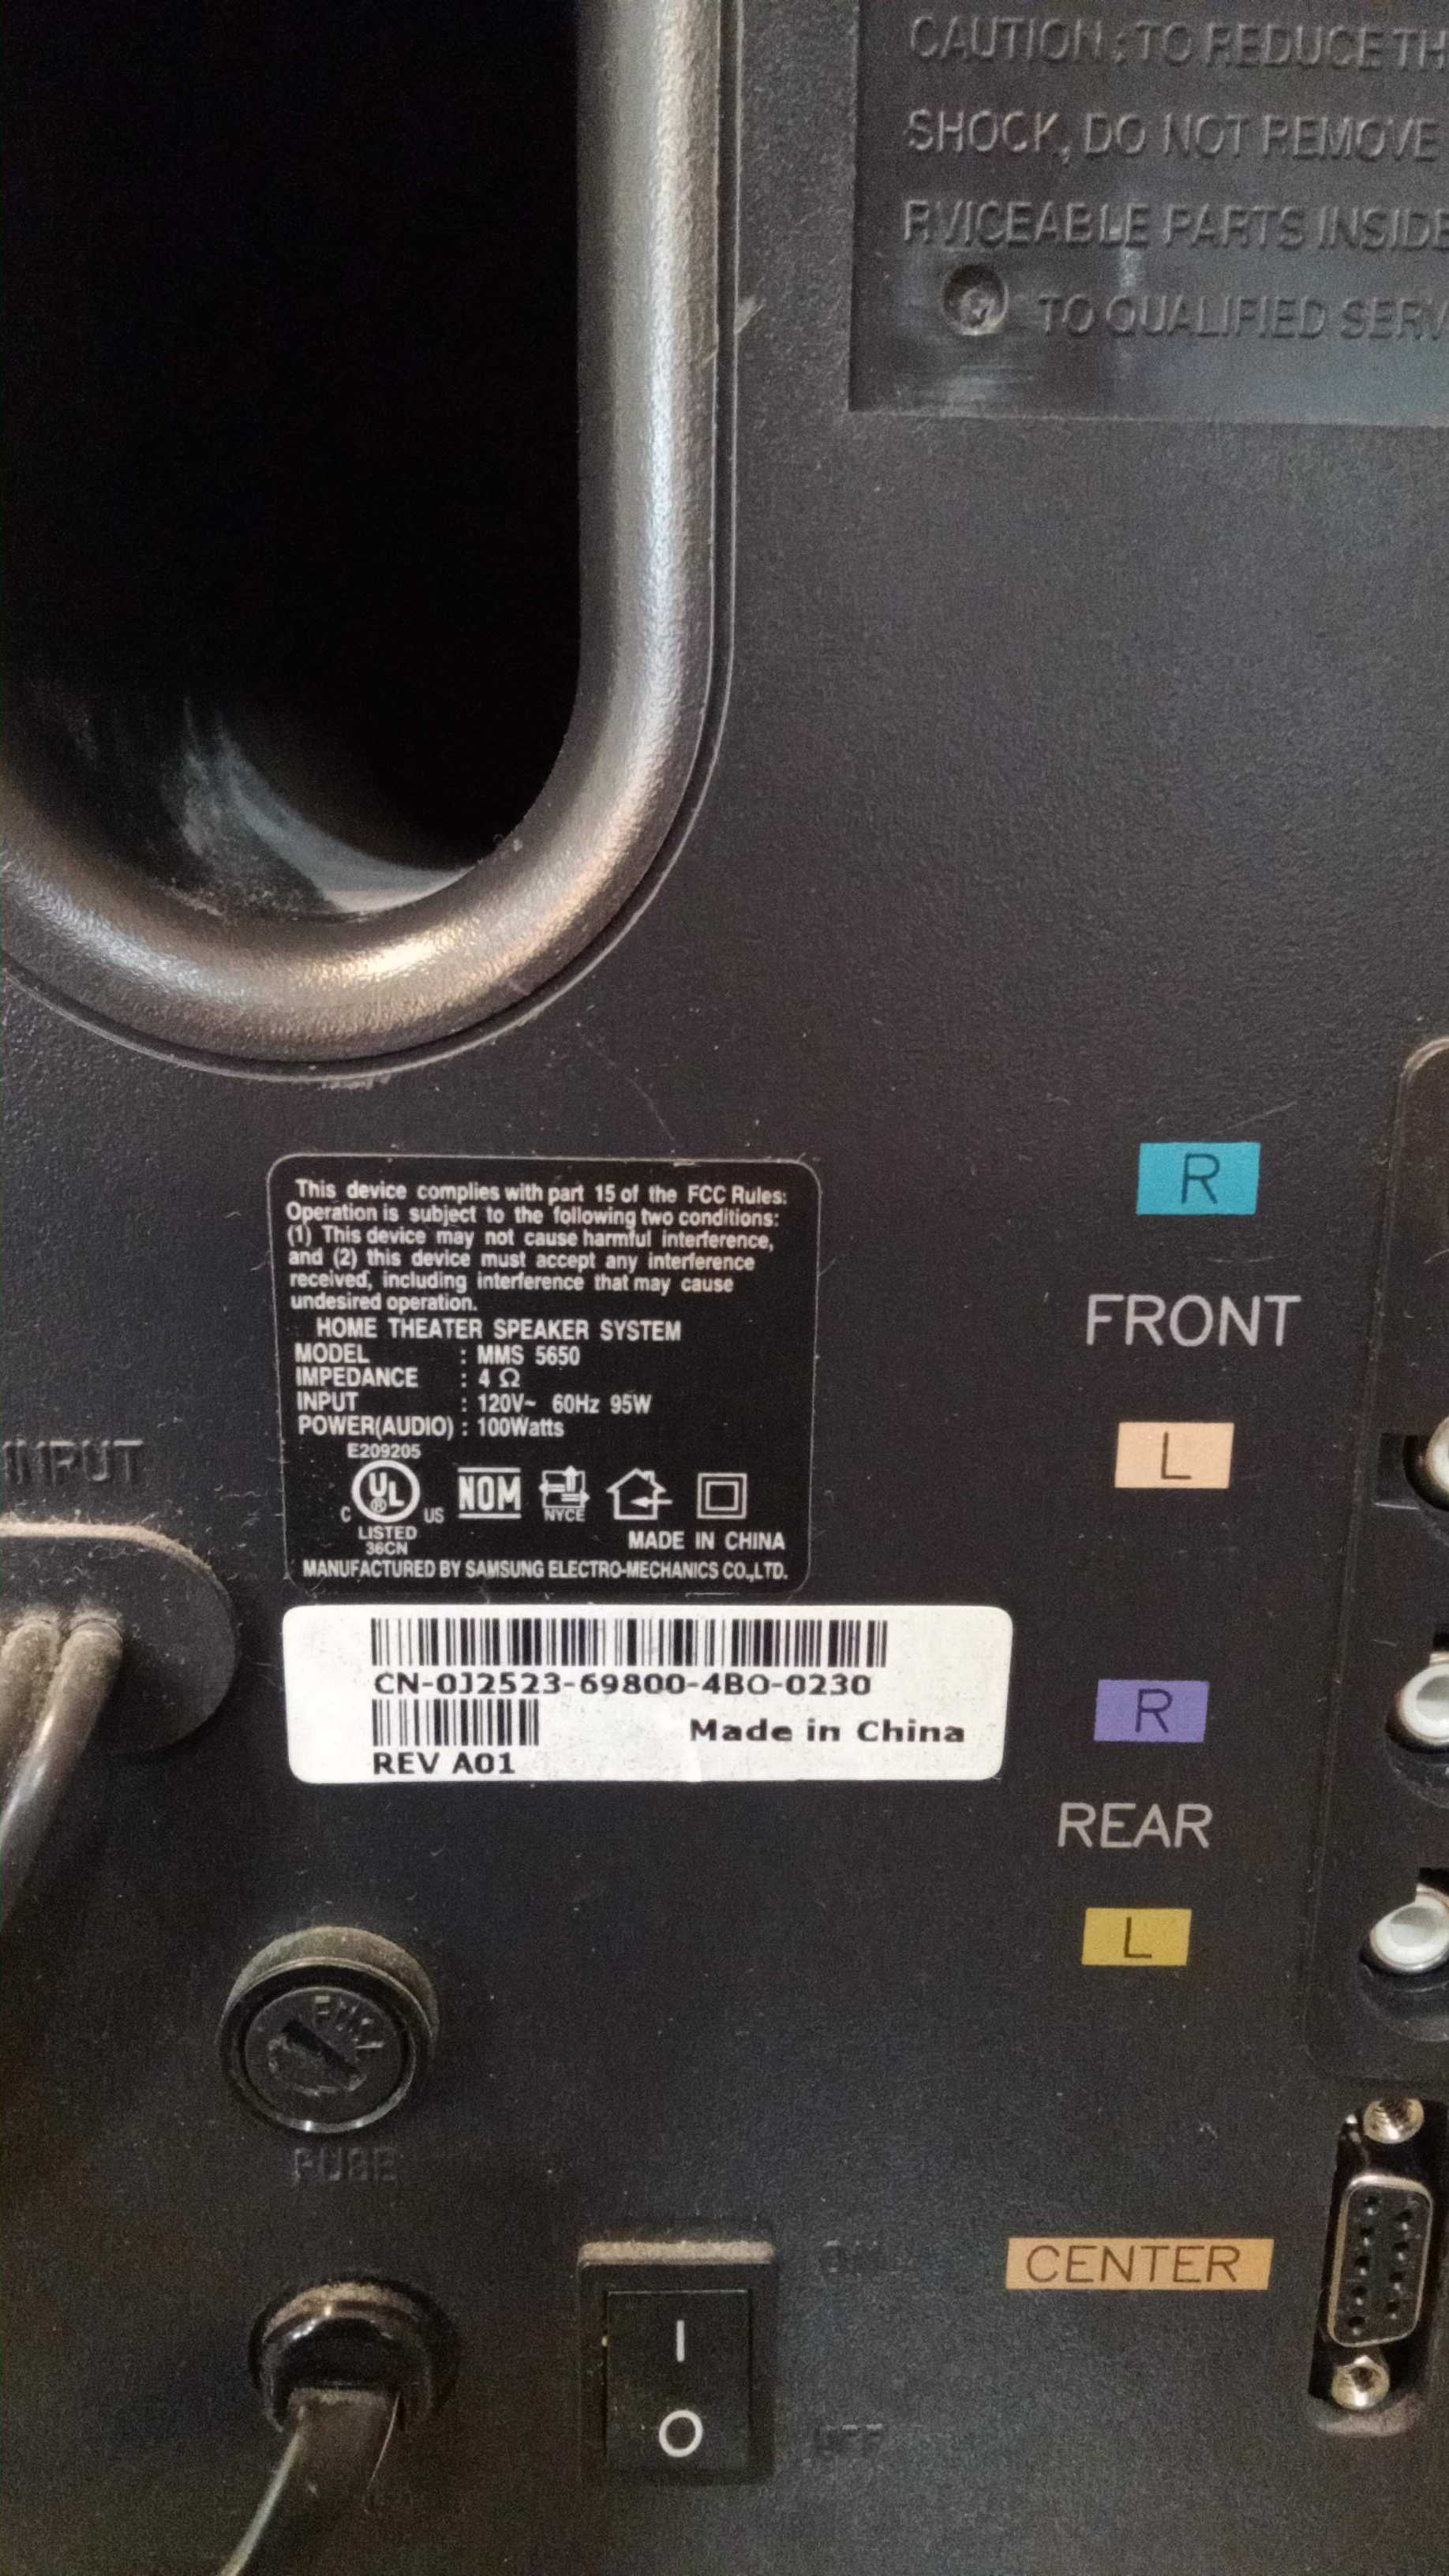 CAUTION : TO REDUCE TH
SHOCK, DO NOT REMOVE
RVICEABLE PARTS INSIDE
TO QUALIFIED SERV
This device complies with part 15 of the FCC Rules:
Operation is subject to the following two conditions:
(1) This device may not cause harmful interference,
and (2) this device must accept any interference
received, including interference that may cause
undesired operation.
HOME THEATER SPEAKER SYSTEM
MODEL : MMS 5650
IMPEDANCE : 4 Ω
INPUT : 120V~ 60Hz 95W
POWER(AUDIO) : 100Watts
E209205
C UL ® US
LISTED
36CN
NOM
NYCE
MADE IN CHINA
MANUFACTURED BY SAMSUNG ELECTRO-MECHANICS CO.,LTD.
INPUT
CN-0J2523-69800-4BO-0230
Made in China
REV A01
R
FRONT
L
R
REAR
L
CENTER
FUSE
FUSE
ON
I
O
OFF